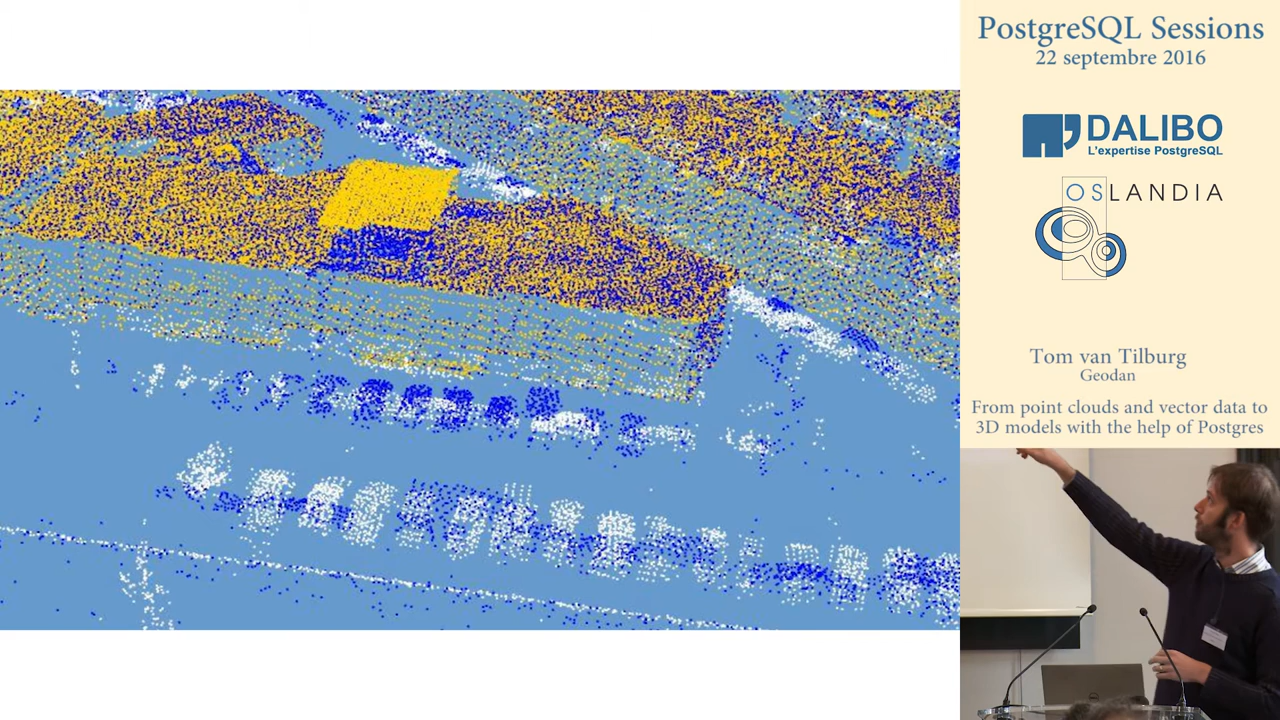 PostgreSQL Sessions
22 septembre 2016
DALIBO
L'expertise PostgreSQL
OSLANDIA
Tom van Tilburg
Geodan
From point clouds and vector data to
3D models with the help of Postgres